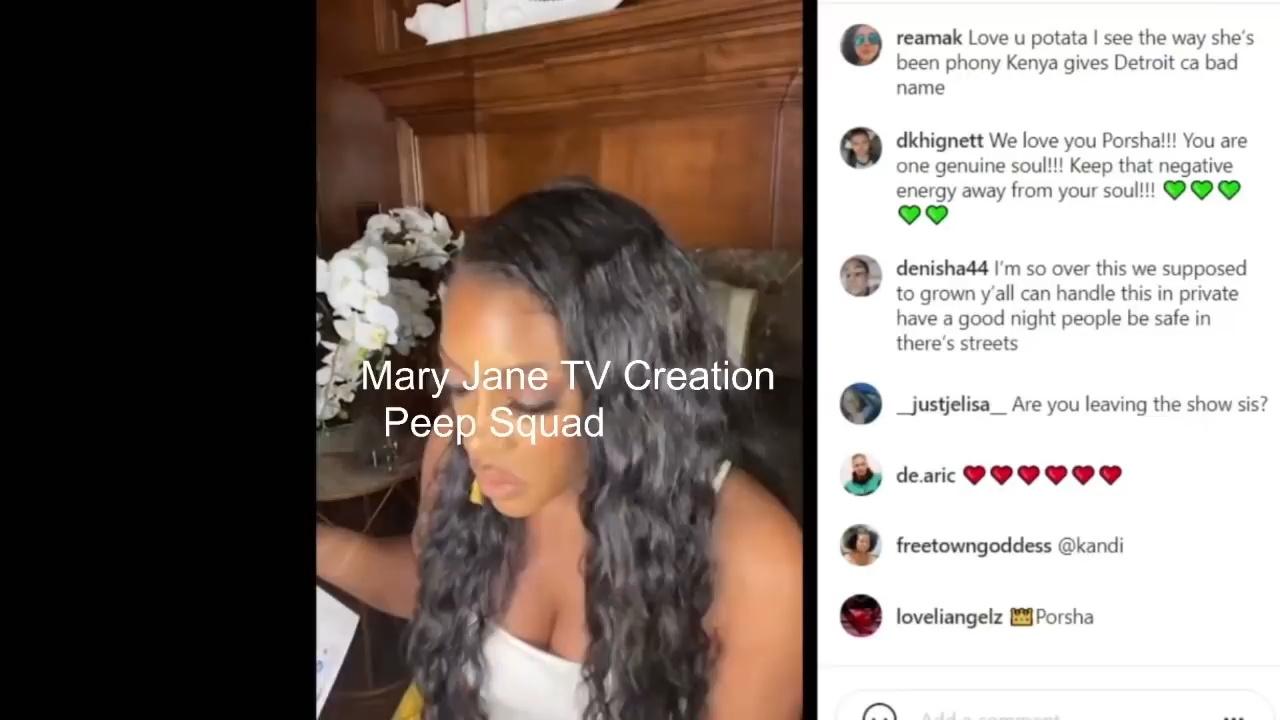 Mary Jane TV Creation
Peep Squad
reamak Love u potata I see the way she's
been phony Kenya gives Detroit ca bad
name
dkhignett We love you Porsha!!! You are
one genuine soul!!! Keep that negative
energy away from your soul!!! 💚💚💚
💚💚
denisha44 I'm so over this we supposed
to grown y'all can handle this in private
have a good night people be safe in
there's streets
__justjelisa__ Are you leaving the show sis?
de.aric ❤️❤️❤️❤️❤️❤️
freetowngoddess @kandi
loveliangelz 👑Porsha
Add a comment